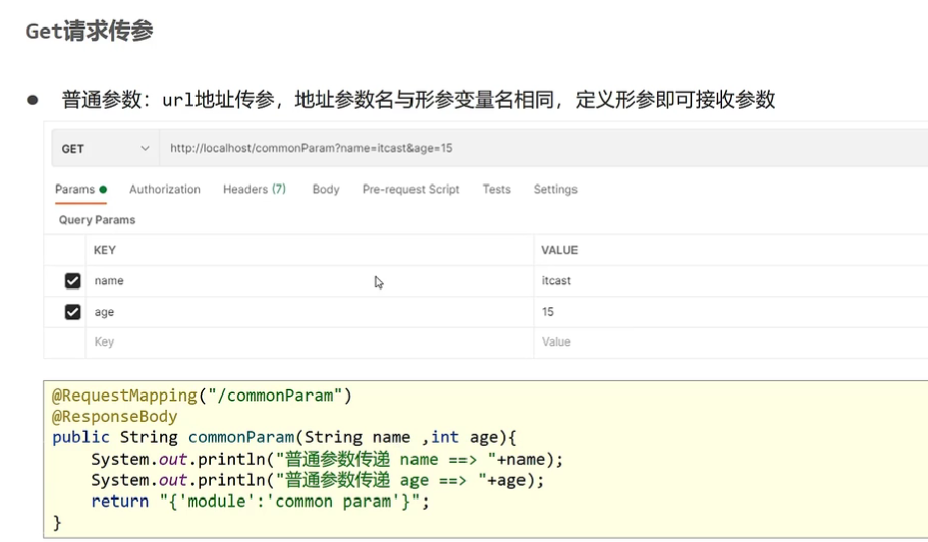 Get请求传参
● 普通参数：url地址传参，地址参数名与形参变量名相同，定义形参即可接收参数
GET http://localhost/commonParam?name=itcast&age=15
Params Authorization Headers (7) Body Pre-request Script Tests Settings
Query Params
KEY VALUE
name itcast
age 15
Key Value
@RequestMapping("/commonParam")
@ResponseBody
public String commonParam(String name ,int age){
    System.out.println("普通参数传递 name ==> "+name);
    System.out.println("普通参数传递 age ==> "+age);
    return "{'module':'common param'}";
}